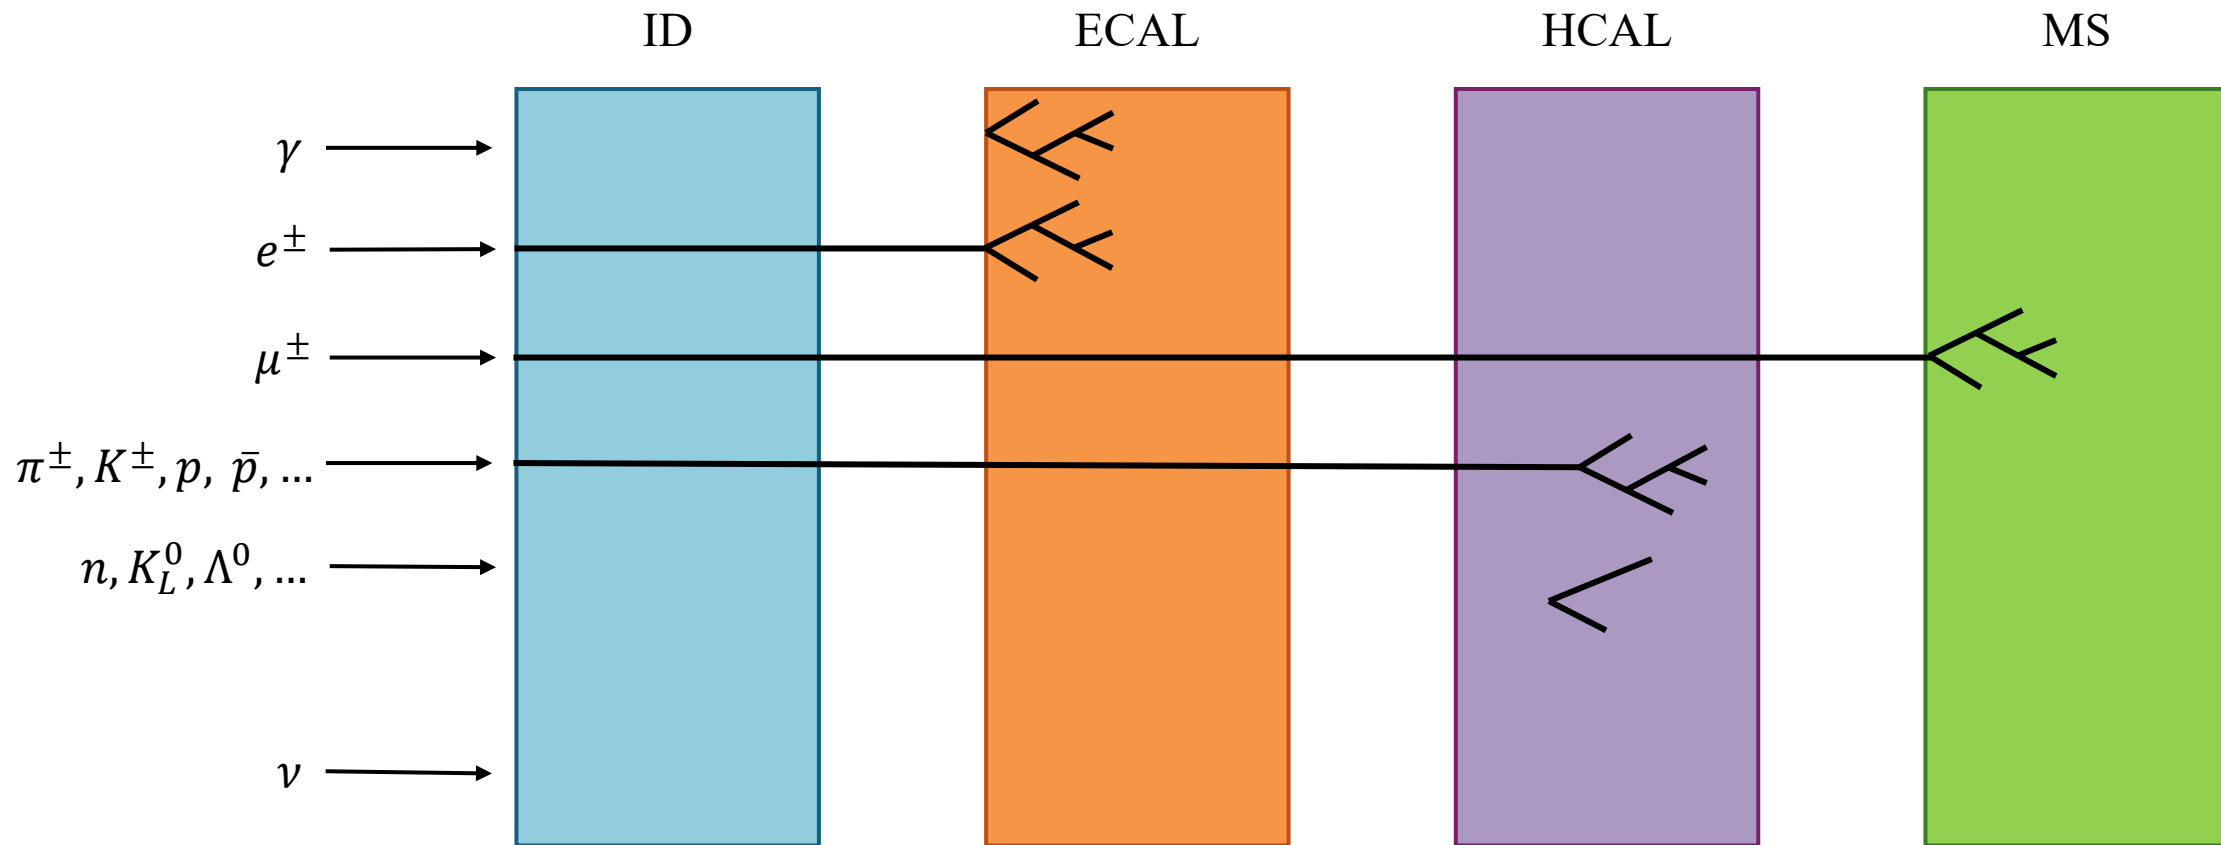 ID ECAL HCAL MS
γ
e±
μ±
π±, K±, p, p̄, …
n, K_L^0, Λ^0, …
ν